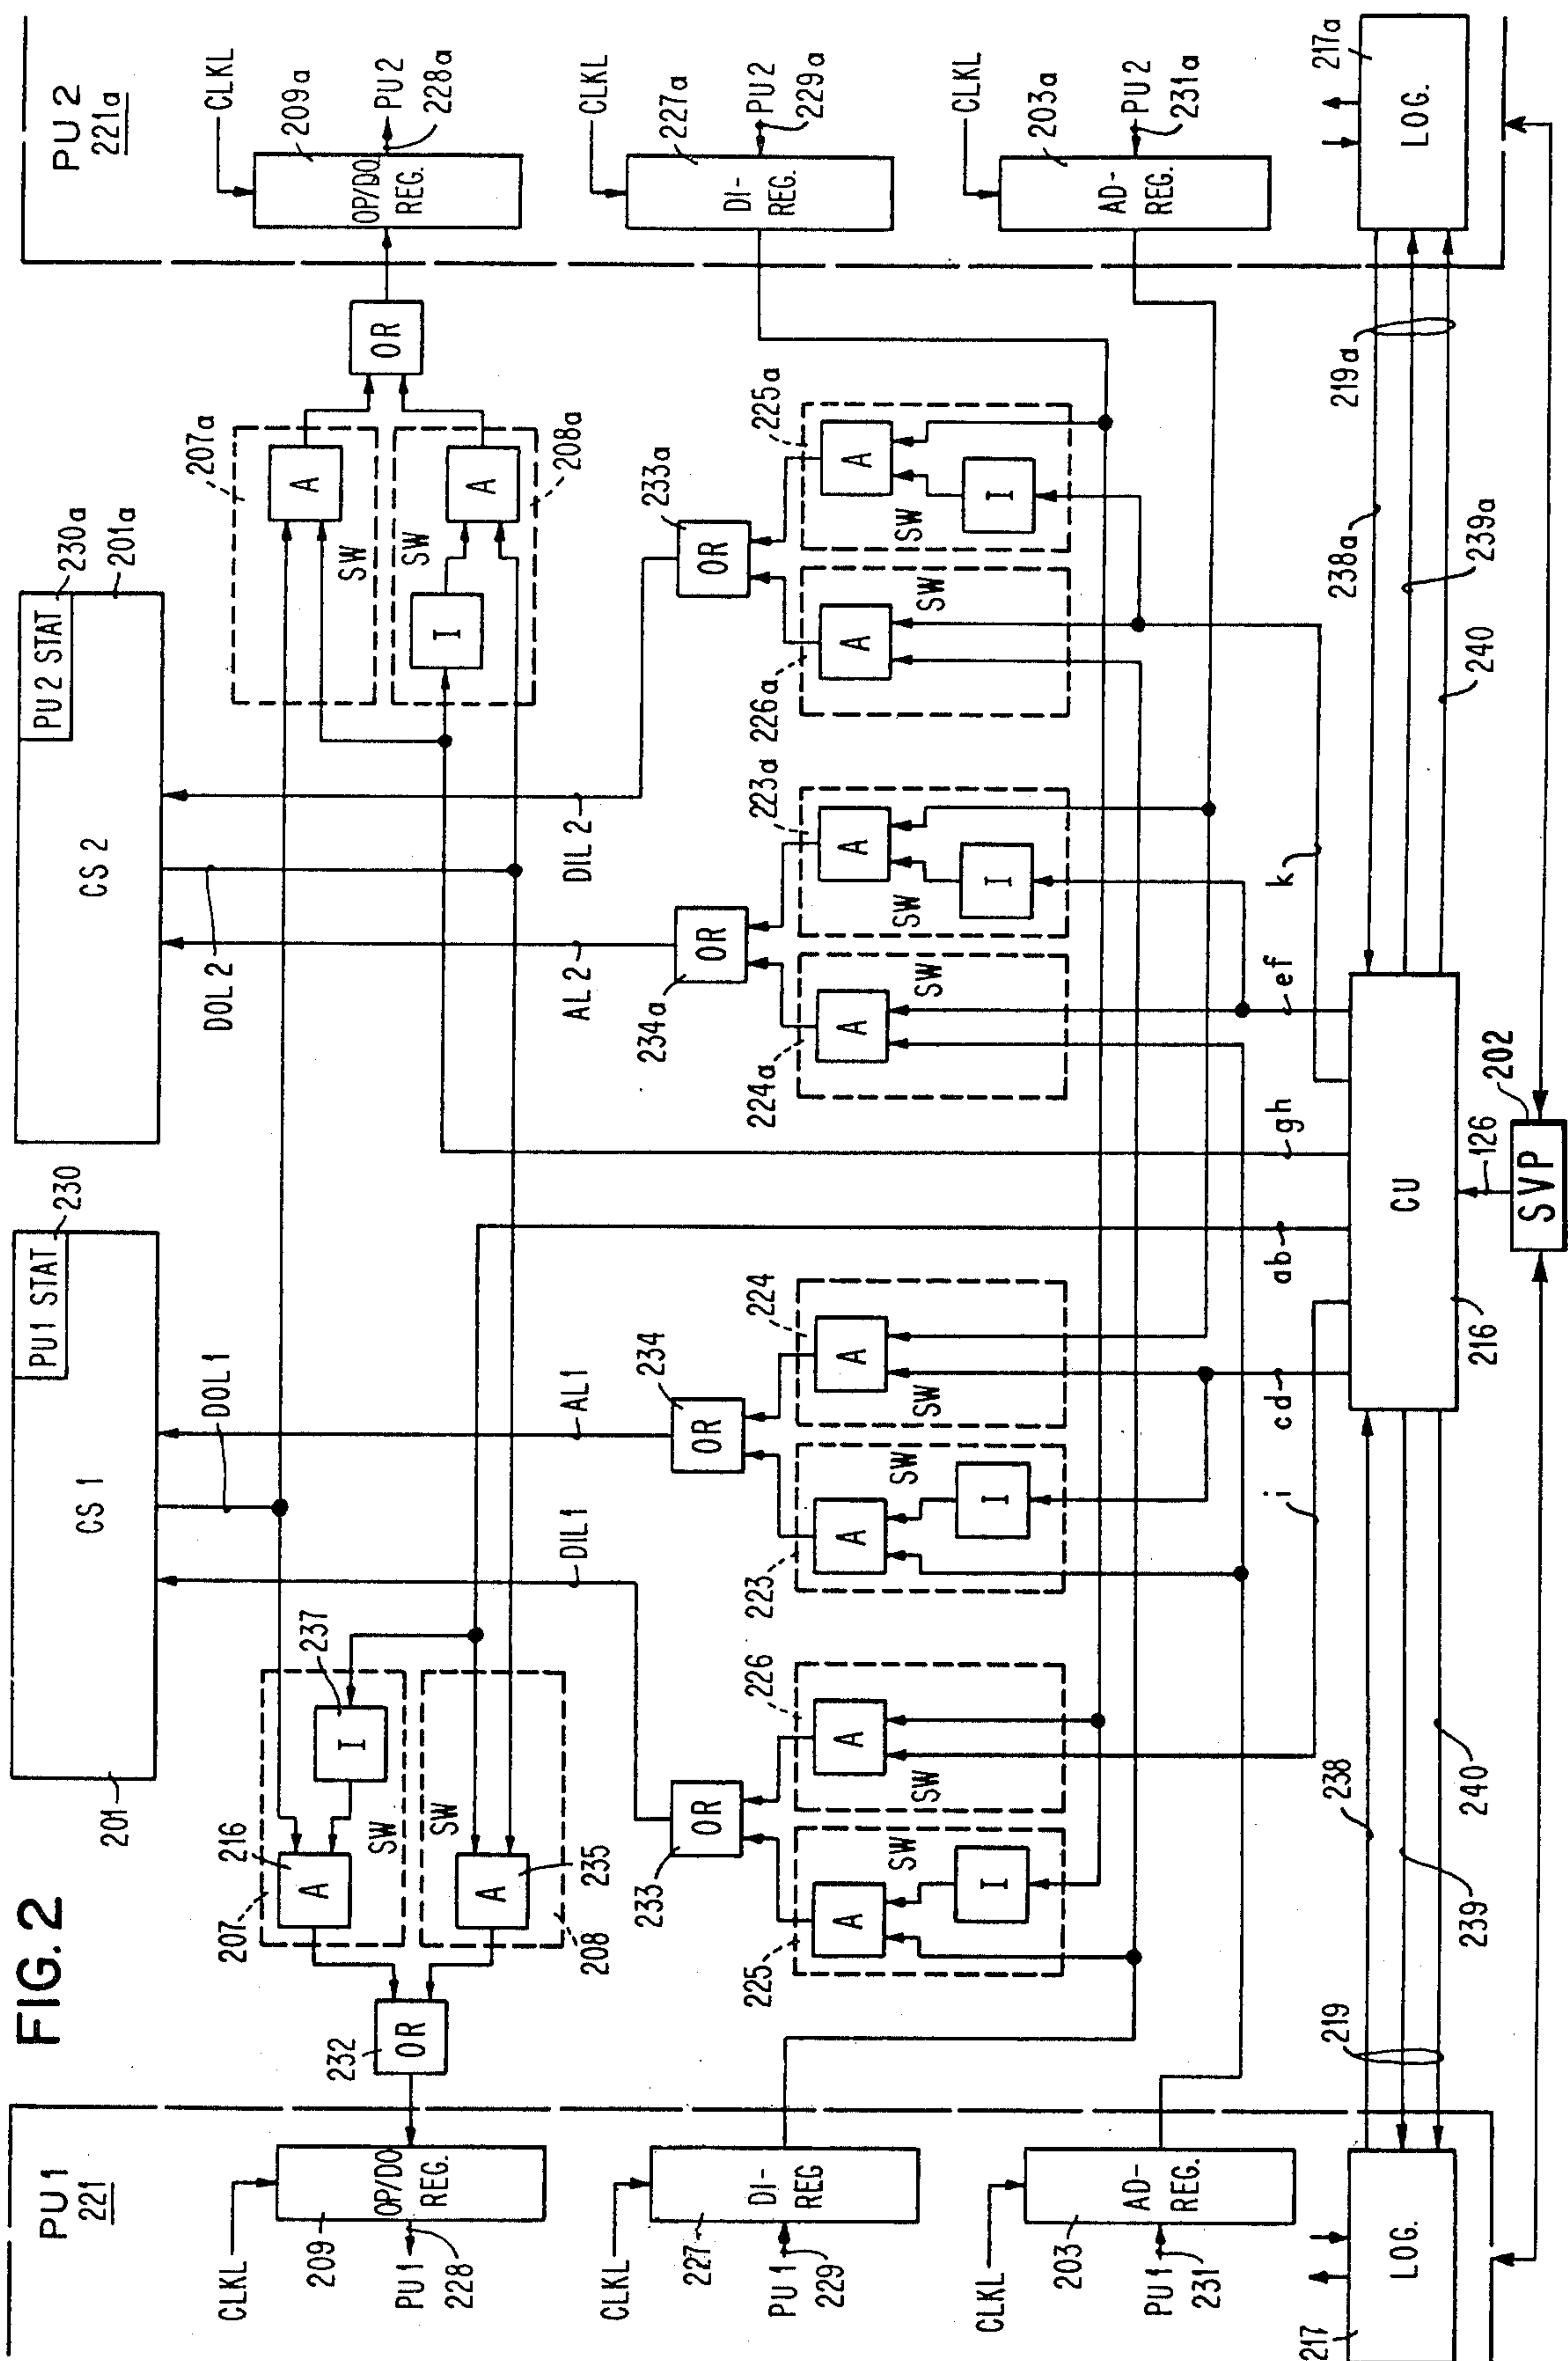 FIG. 2
PU 1
221
CLKL
209
OP/DO
REG.
PU 1
228
CLKL
227
DI-
REG
PU 1
229
CLKL
203
AD-
REG.
PU 1
231
217
LOG.
201
CS 1
PU 1 STAT
230
DOL 1
DIL1
AL1
207
216
A
237
I
SW
SW
A
235
208
232
OR
233
OR
234
OR
225
A
SW
I
226
A
SW
223
A
SW
I
224
A
SW
i
cd
ab
gh
ef
k
219
238
239
240
CU
216
126
SVP
202
CS 2
PU 2 STAT
230a
201a
DOL 2
AL 2
DIL 2
207a
A
SW
SW
I
A
208a
OR
234a
OR
233a
OR
224a
A
SW
223a
A
SW
I
226a
A
SW
225a
A
SW
I
238a
219a
239a
240
PU 2
221a
CLKL
209a
OP/DO
REG.
PU 2
228a
CLKL
227a
DI-
REG.
PU 2
229a
CLKL
203a
AD-
REG.
PU 2
231a
217a
LOG.